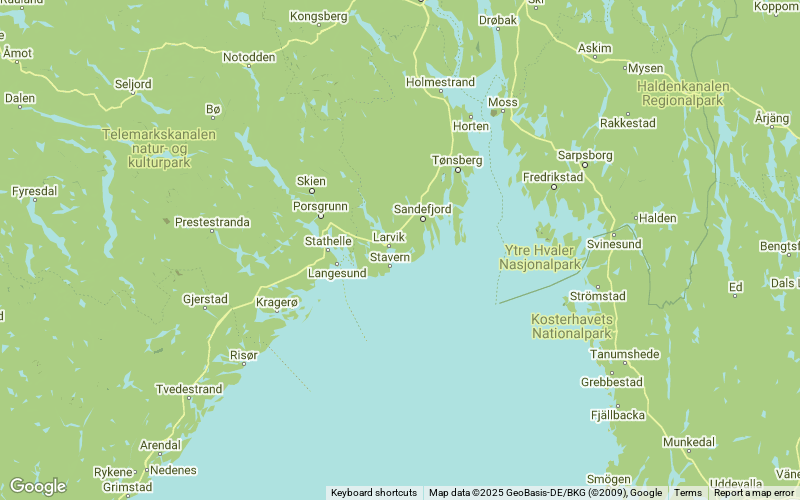 Rauland
Kongsberg
Drøbak
Ski
Koppom
Åmot
Notodden
Askim
Mysen
Seljord
Holmestrand
Haldenkanalen
Regionalpark
Dalen
Bø
Moss
Horten
Rakkestad
Årjäng
Telemarkskanalen
natur- og
kulturpark
Tønsberg
Sarpsborg
Skien
Fredrikstad
Fyresdal
Porsgrunn
Sandefjord
Prestestranda
Halden
Stathelle
Larvik
Svinesund
Bengtsf
Ytre Hvaler
Nasjonalpark
Stavern
Langesund
Ed
Dals L
Gjerstad
Kragerø
Strömstad
Kosterhavets
Nationalpark
Risør
Tanumshede
Grebbestad
Tvedestrand
Fjällbacka
Arendal
Munkedal
Rykene
Nedenes
Smögen
Väne
Grimstad
Uddevalla
Google
Keyboard shortcuts
Map data ©2025 GeoBasis-DE/BKG (©2009), Google
Terms
Report a map error